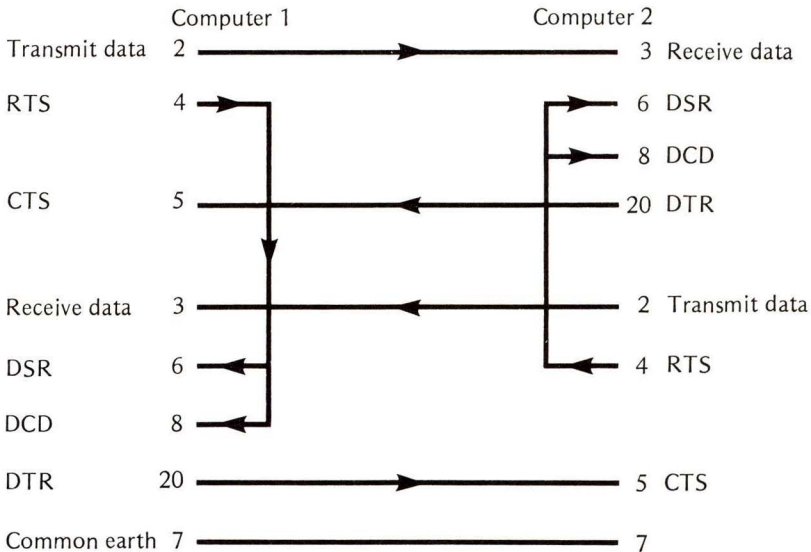 Computer 1 Computer 2
Transmit data 2 3 Receive data
RTS 4 6 DSR
8 DCD
CTS 5 20 DTR
Receive data 3 2 Transmit data
DSR 6 4 RTS
DCD 8
DTR 20 5 CTS
Common earth 7 7